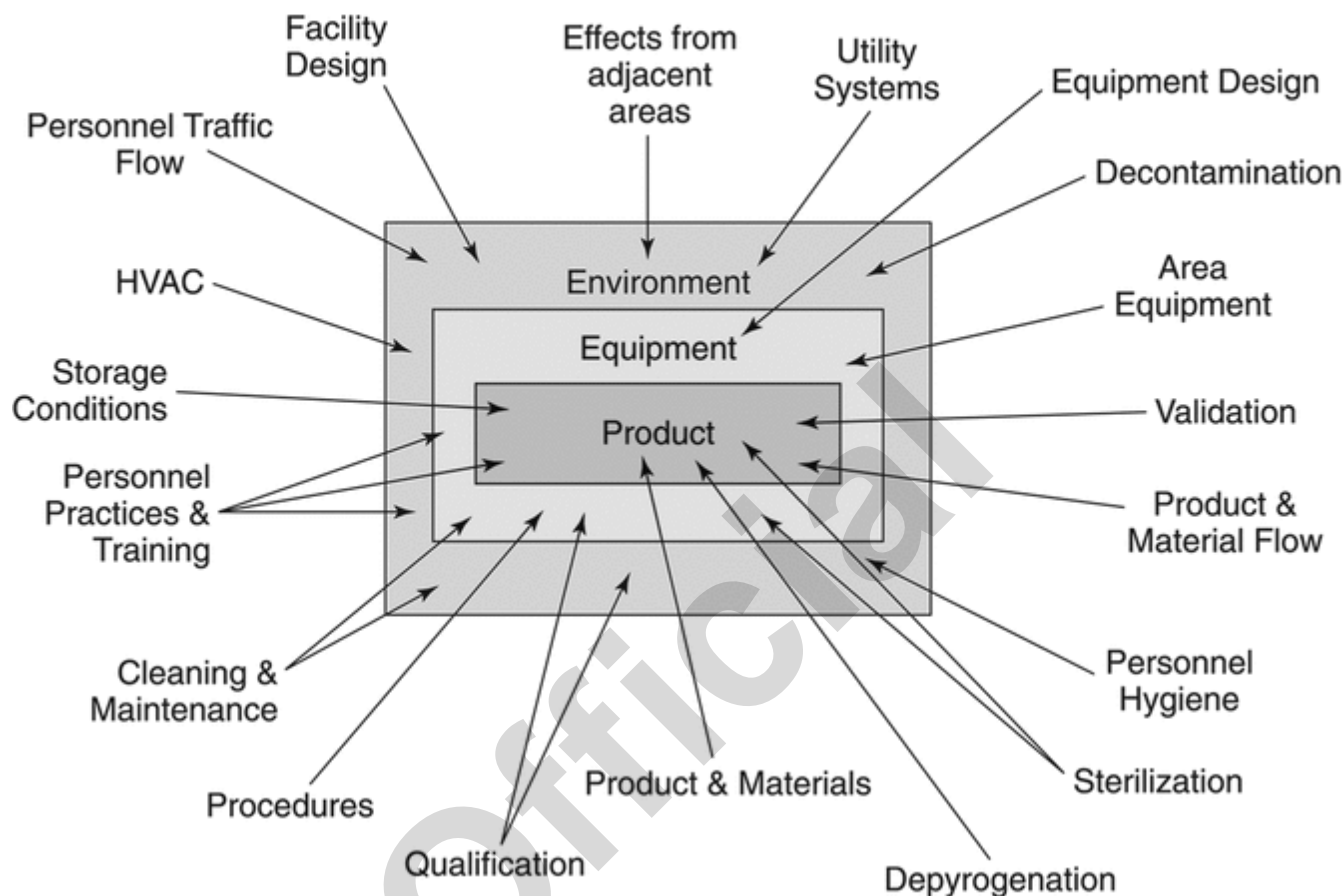 Facility
Design
Effects from
adjacent
areas
Utility
Systems
Equipment Design
Personnel Traffic
Flow
Decontamination
HVAC
Environment
Area
Equipment
Equipment
Storage
Conditions
Product
Validation
Personnel
Practices &
Training
Product &
Material Flow
Cleaning &
Maintenance
Personnel
Hygiene
Procedures
Product & Materials
Sterilization
Qualification
Depyrogenation
Official